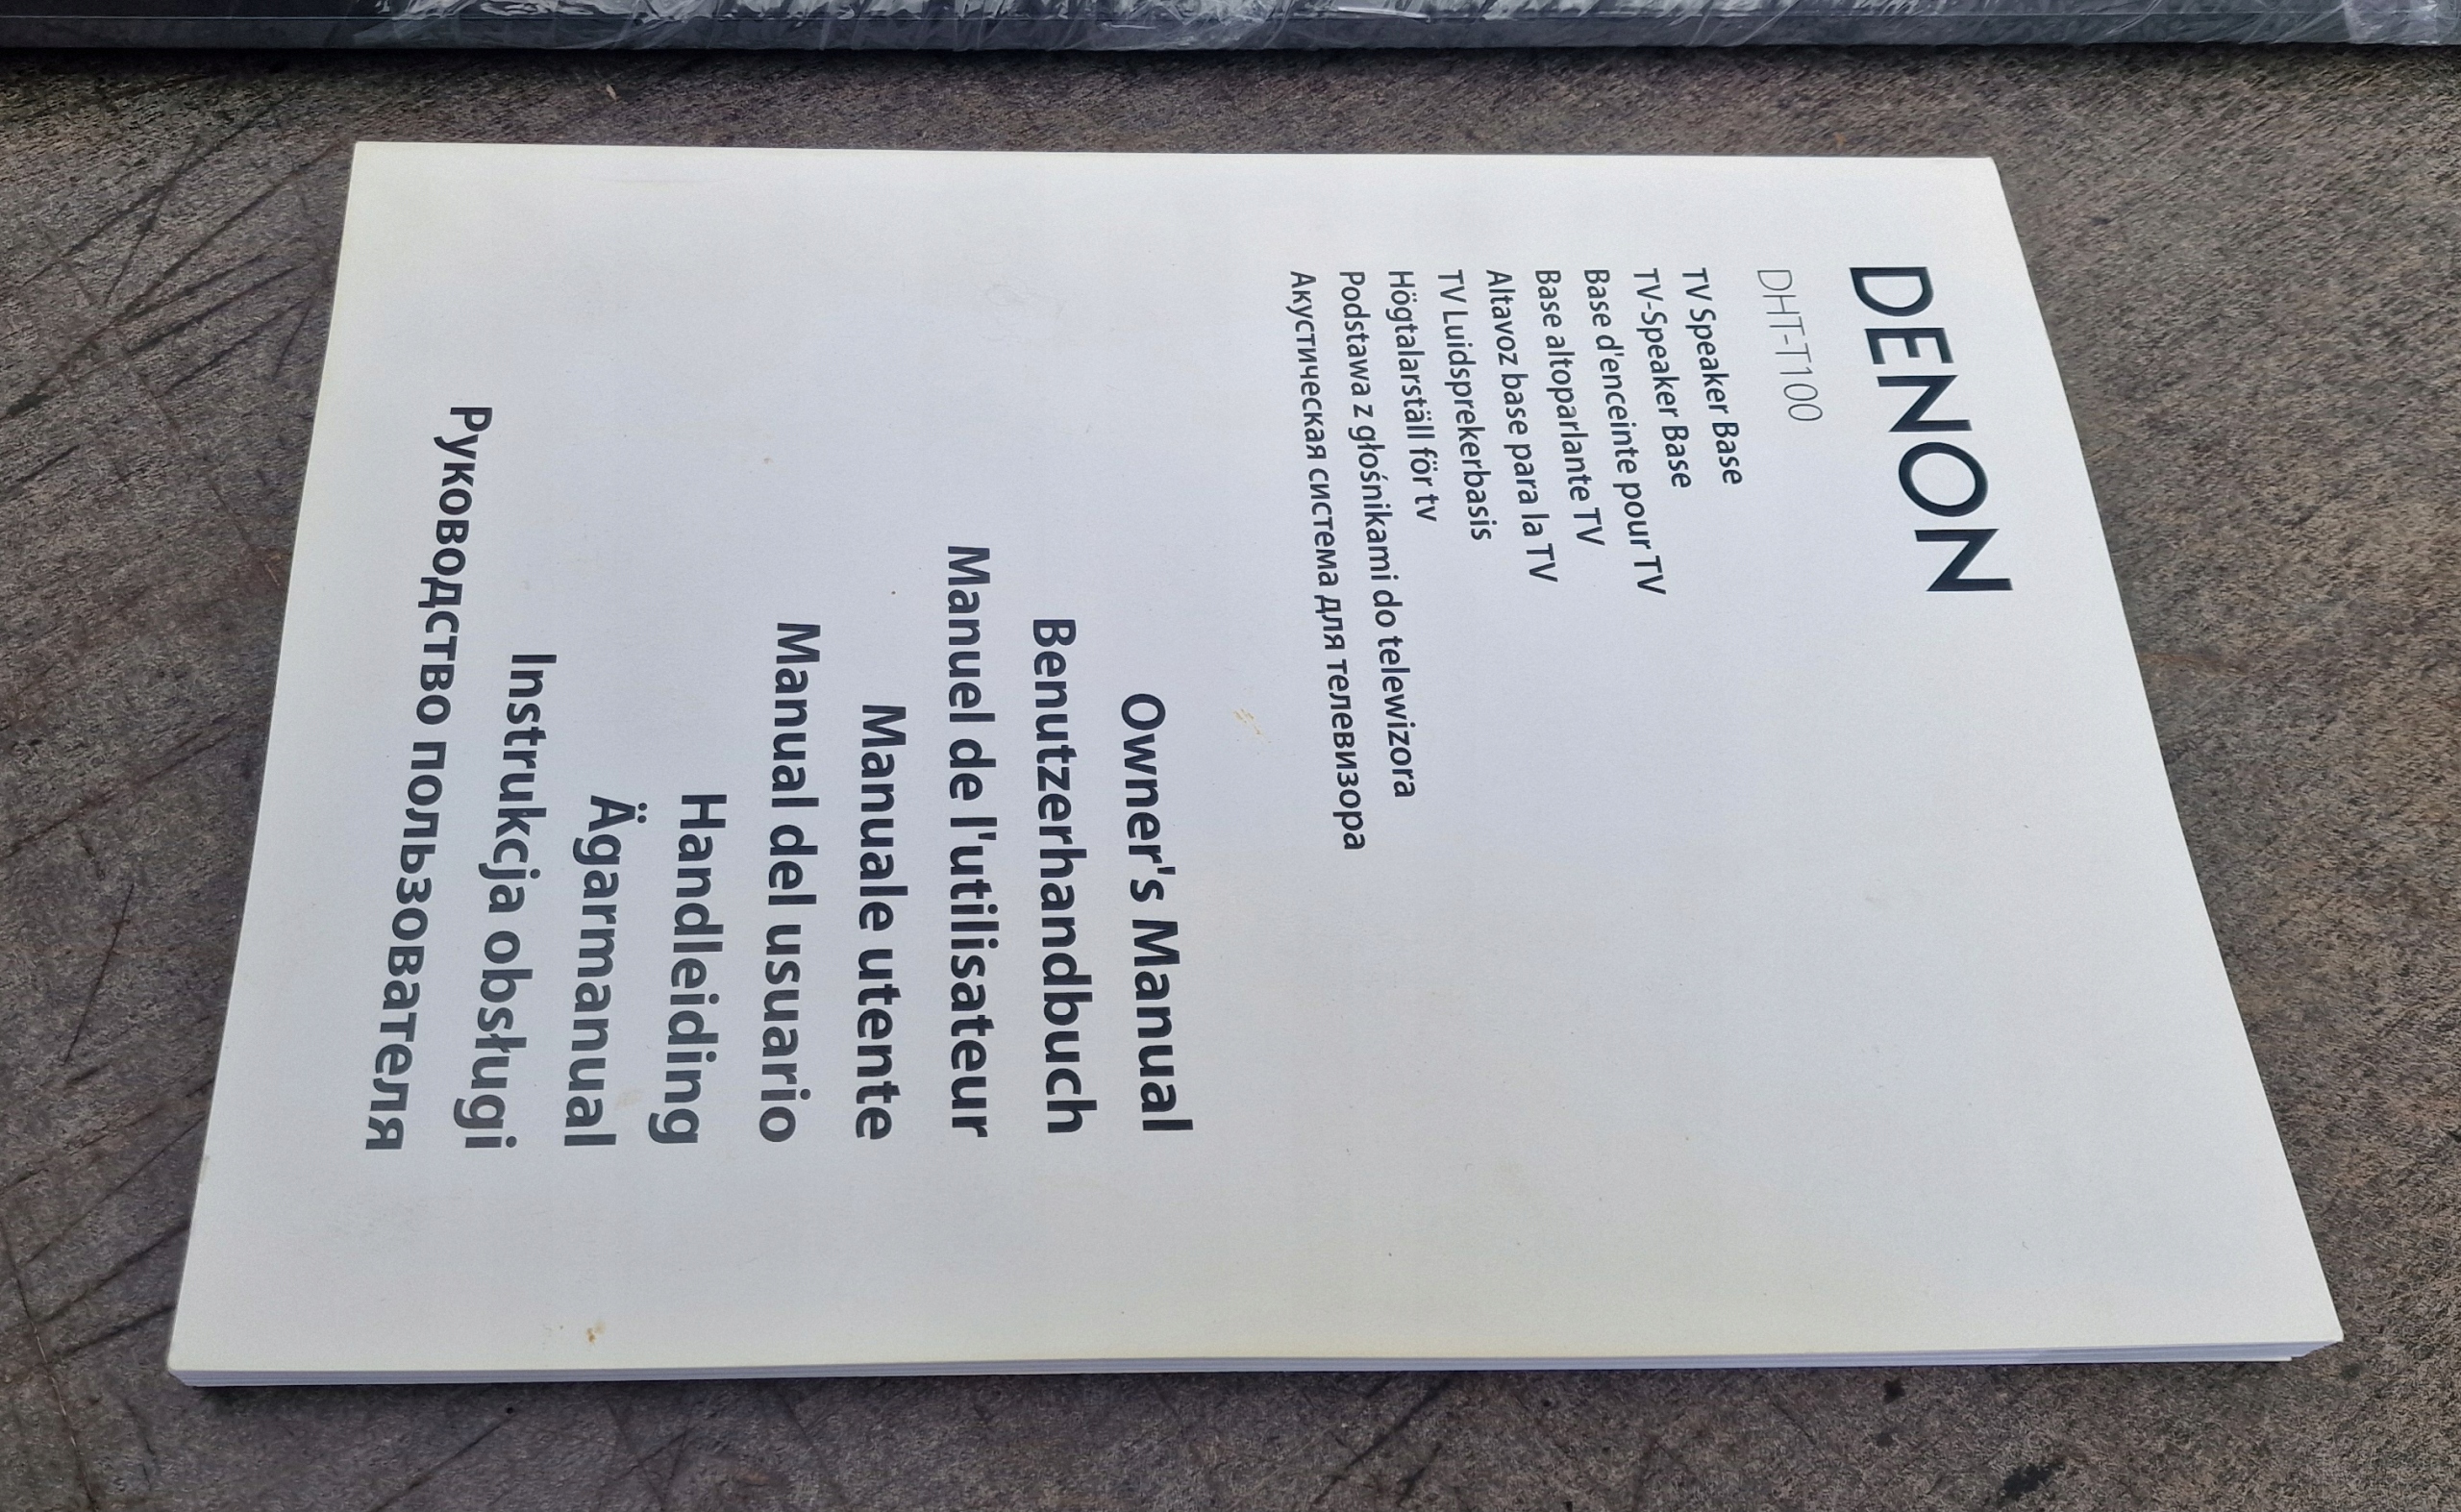 DENON
DHT-T100
TV Speaker Base
TV-Speaker Base
Base d'enceinte pour TV
Base altoparlante TV
Altavoz base para la TV
TV Luidsprekerbasis
Högtalarställ för tv
Podstawa z głośnikami do telewizora
Акустическая система для телевизора
Owner's Manual
Benutzerhandbuch
Manuel de l'utilisateur
Manuale utente
Manual del usuario
Handleiding
Ägarmanual
Instrukcja obsługi
Руководство пользователя